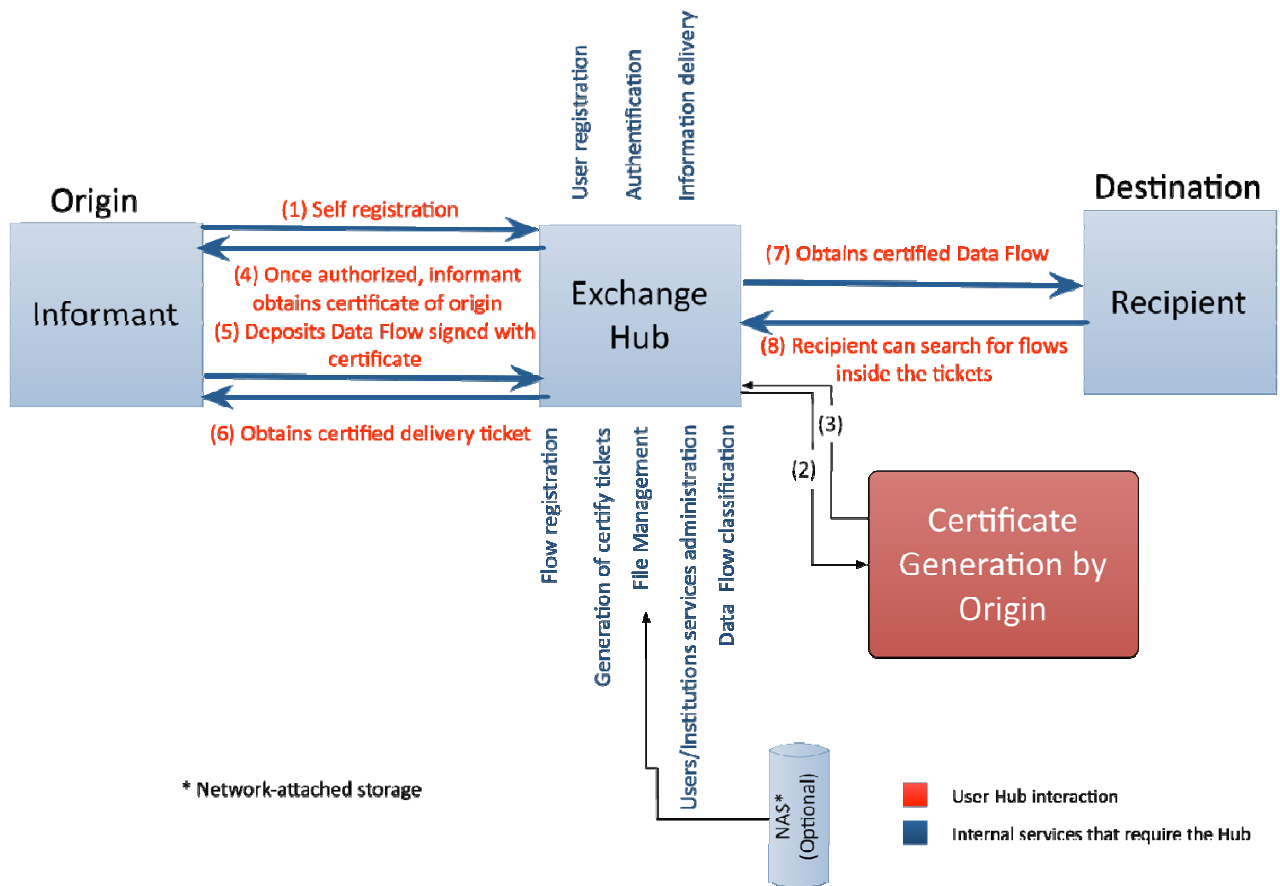 User registration
Authentification
Information delivery
Origin
Destination
(1) Self registration
Informant
(4) Once authorized, informant
obtains certificate of origin
(5) Deposits Data Flow signed with
certificate
(6) Obtains certified delivery ticket
Exchange
Hub
(7) Obtains certified Data Flow
Recipient
(8) Recipient can search for flows
inside the tickets
(3)
(2)
Certificate
Generation by
Origin
Flow registration
Generation of certify tickets
File Management
Users/Institutions services administration
Data Flow classification
NAS*
(Optional)
* Network-attached storage
User Hub interaction
Internal services that require the Hub